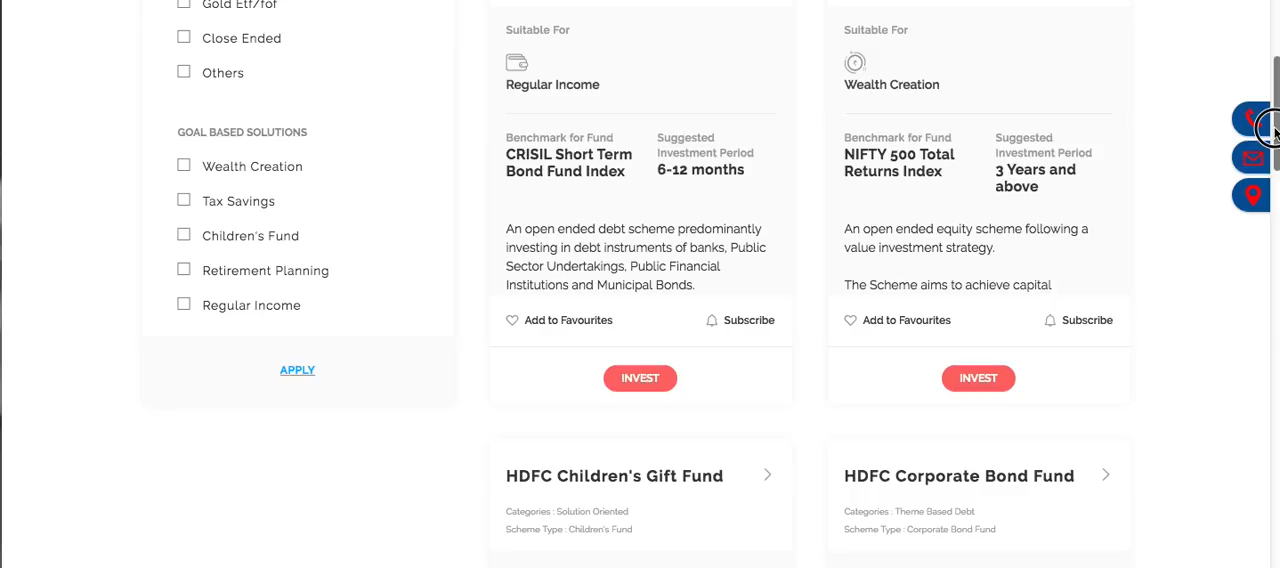 Gold Etf/fof
Close Ended
Others
GOAL BASED SOLUTIONS
Wealth Creation
Tax Savings
Children's Fund
Retirement Planning
Regular Income
APPLY
Suitable For
Regular Income
Benchmark for Fund
CRISIL Short Term
Bond Fund Index
Suggested
Investment Period
6-12 months
An open ended debt scheme predominantly
investing in debt instruments of banks, Public
Sector Undertakings, Public Financial
Institutions and Municipal Bonds.
Add to Favourites
Subscribe
INVEST
Suitable For
Wealth Creation
Benchmark for Fund
NIFTY 500 Total
Returns Index
Suggested
Investment Period
3 Years and
above
An open ended equity scheme following a
value investment strategy.
The Scheme aims to achieve capital
Add to Favourites
Subscribe
INVEST
HDFC Children's Gift Fund
Categories : Solution Oriented
Scheme Type : Children's Fund
HDFC Corporate Bond Fund
Categories : Theme Based Debt
Scheme Type : Corporate Bond Fund